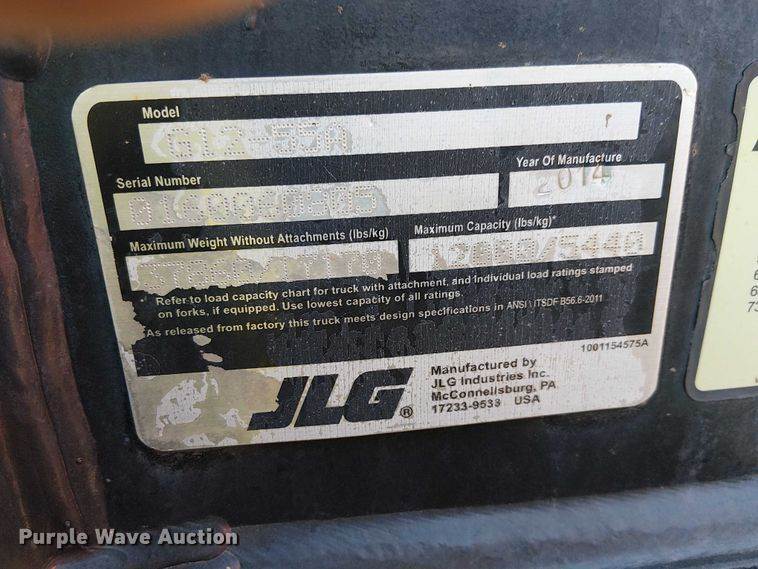 Model
G12-55A
Serial Number
Year Of Manufacture
2014
Maximum Weight Without Attachments (lbs/kg)
Maximum Capacity (lbs/kg)*
12000/5440
* Refer to load capacity chart for truck with attachment, and individual load ratings stamped
on forks, if equipped. Use lowest capacity of all ratings.
As released from factory this truck meets design specifications in ANSI \ ITSDF B56.6-2011
1001154575A
JLG®
Manufactured by
JLG Industries Inc.
McConnellsburg, PA
17233-9533 USA
Purple Wave Auction